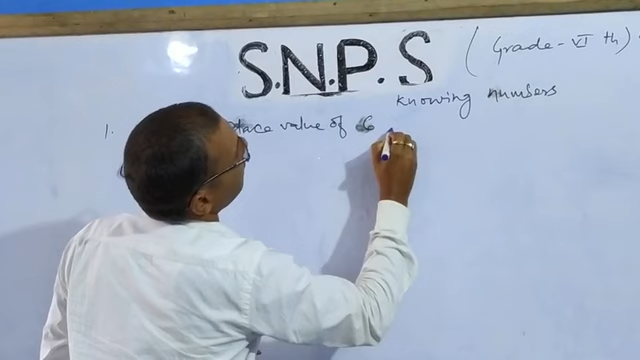 S.N.P.S (Grade-VI th)
knowing numbers
1. place value of 6